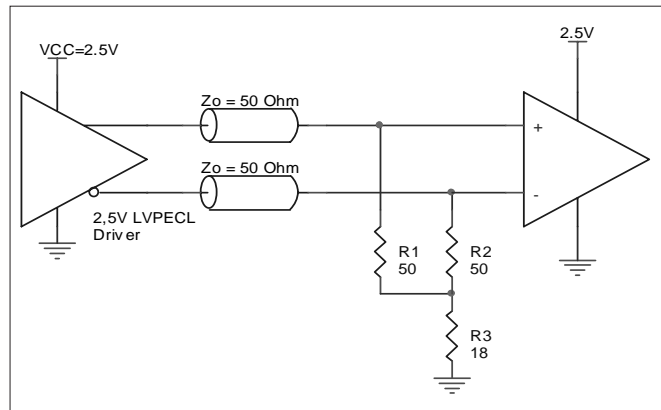 VCC=2.5V
2.5V
Zo = 50 Ohm
+
Zo = 50 Ohm
-
2,5V LVPECL
Driver
R1
50
R2
50
R3
18